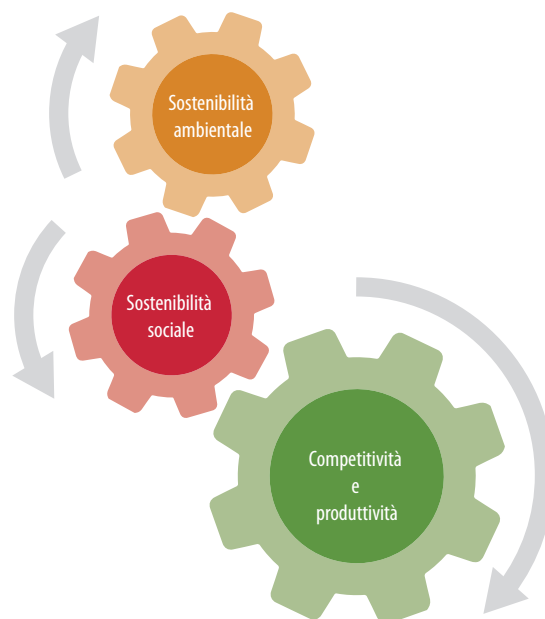 Sostenibilità
ambientale
Sostenibilità
sociale
Competitività
e
produttività